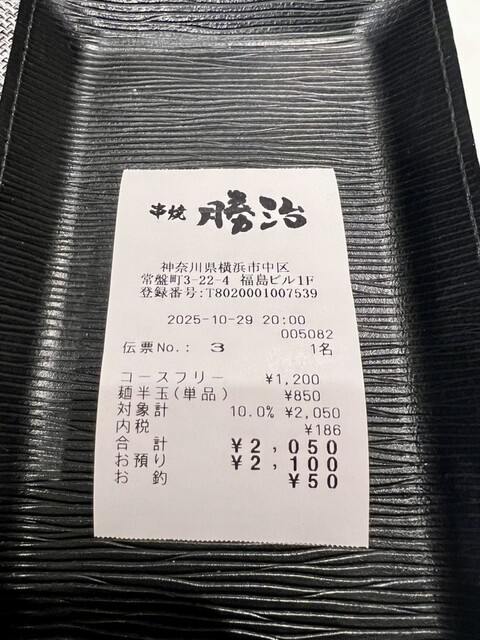 串焼 勝治
神奈川県横浜市中区
常盤町3-22-4 福島ビル1F
登録番号:T8020001007539
2025-10-29 20:00
005082
伝票No.: 3 1名
コースフリー ¥1,200
麺半玉(単品) ¥850
対象計 10.0% ¥2,050
内税 ¥186
合 計 ¥2,050
お預り ¥2,100
お 釣 ¥50